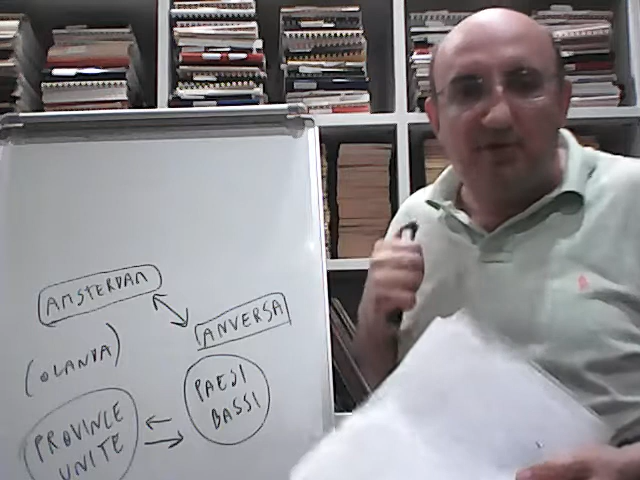 AMSTERDAM
ANVERSA
(OLANDA)
PAESI
BASSI
PROVINCE
UNITE